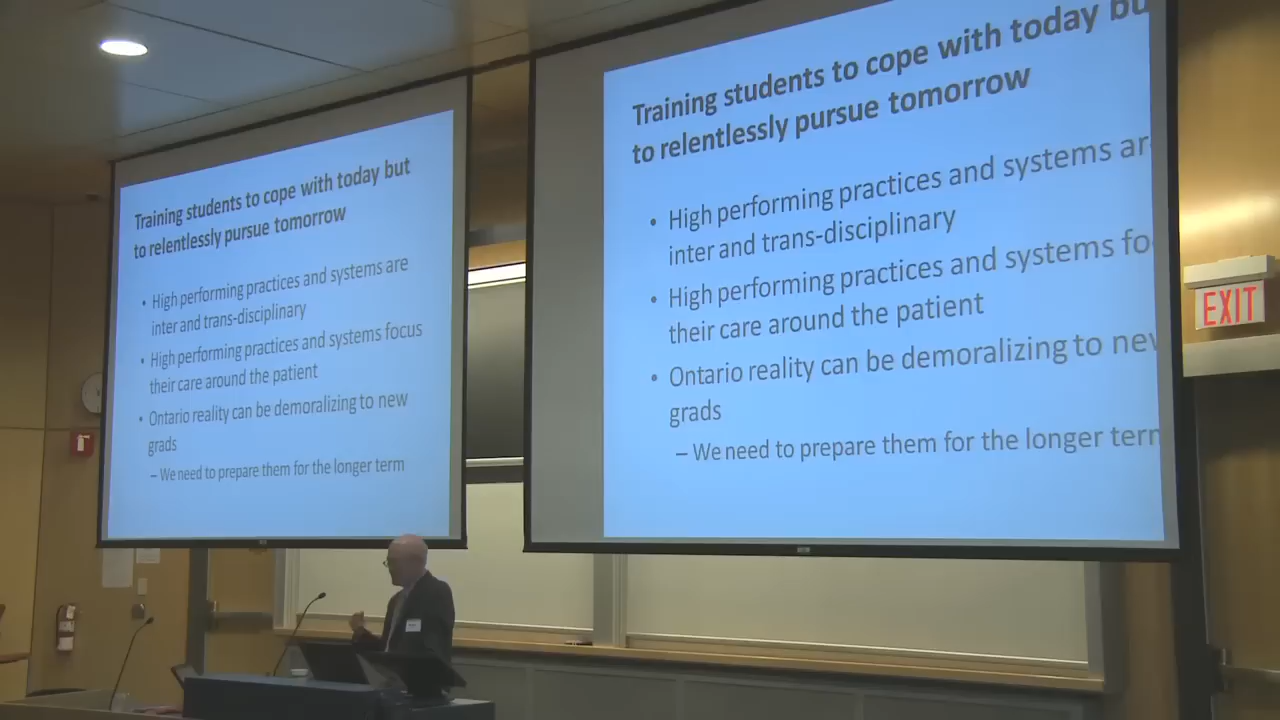 Training students to cope with today but
to relentlessly pursue tomorrow
• High performing practices and systems are
inter and trans-disciplinary
• High performing practices and systems focus
their care around the patient
• Ontario reality can be demoralizing to new
grads
– We need to prepare them for the longer term
Training students to cope with today bu
to relentlessly pursue tomorrow
• High performing practices and systems ar
inter and trans-disciplinary
• High performing practices and systems fo
their care around the patient
• Ontario reality can be demoralizing to new
grads
– We need to prepare them for the longer term
EXIT